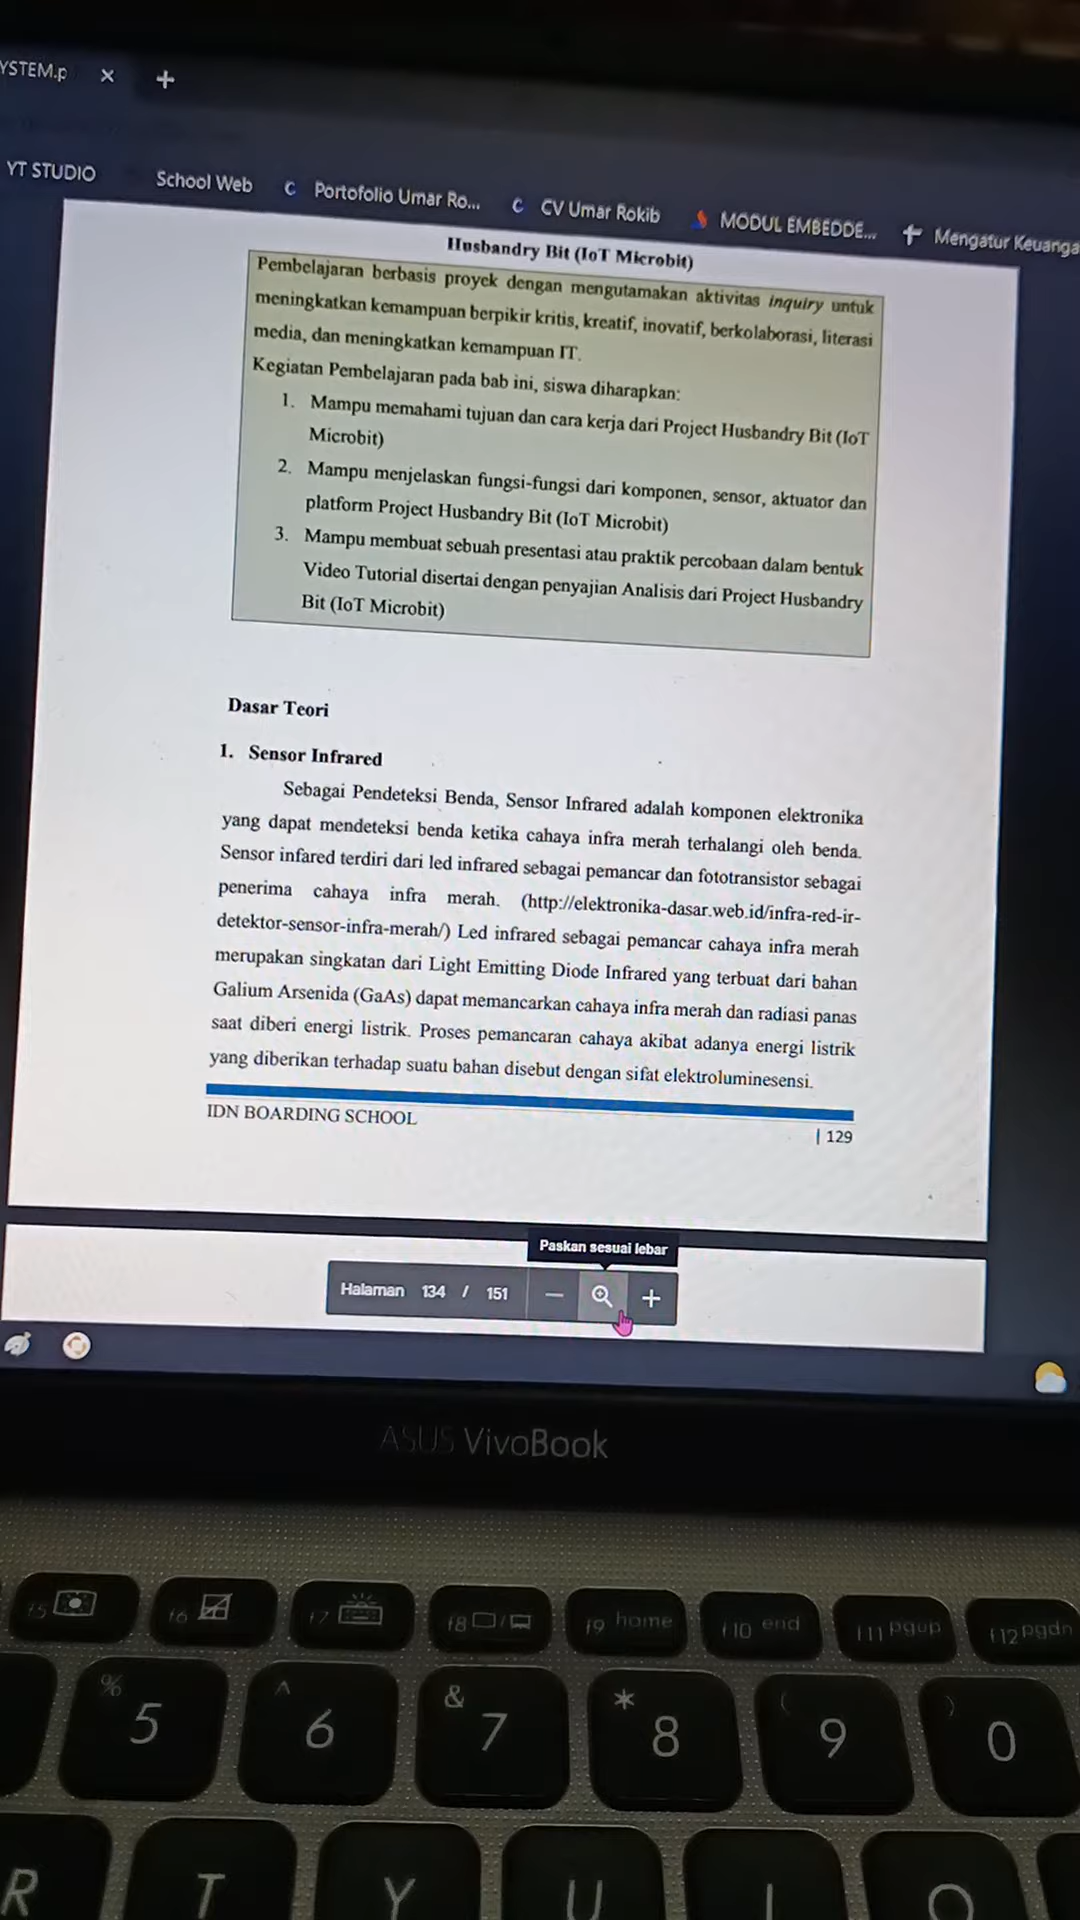 YSTEM.p
YT STUDIO
School Web
Portofolio Umar Ro...
CV Umar Rokib
MODUL EMBEDDE...
Mengatur Keuanga
Husbandry Bit (IoT Microbit)
Pembelajaran berbasis proyek dengan mengutamakan aktivitas inquiry untuk
meningkatkan kemampuan berpikir kritis, kreatif, inovatif, berkolaborasi, literasi
media, dan meningkatkan kemampuan IT.
Kegiatan Pembelajaran pada bab ini, siswa diharapkan:
1. Mampu memahami tujuan dan cara kerja dari Project Husbandry Bit (IoT
Microbit)
2. Mampu menjelaskan fungsi-fungsi dari komponen, sensor, aktuator dan
platform Project Husbandry Bit (IoT Microbit)
3. Mampu membuat sebuah presentasi atau praktik percobaan dalam bentuk
Video Tutorial disertai dengan penyajian Analisis dari Project Husbandry
Bit (IoT Microbit)
Dasar Teori
1. Sensor Infrared
Sebagai Pendeteksi Benda, Sensor Infrared adalah komponen elektronika
yang dapat mendeteksi benda ketika cahaya infra merah terhalangi oleh benda.
Sensor infared terdiri dari led infrared sebagai pemancar dan fototransistor sebagai
penerima cahaya infra merah. (http://elektronika-dasar.web.id/infra-red-ir-
detektor-sensor-infra-merah/) Led infrared sebagai pemancar cahaya infra merah
merupakan singkatan dari Light Emitting Diode Infrared yang terbuat dari bahan
Galium Arsenida (GaAs) dapat memancarkan cahaya infra merah dan radiasi panas
saat diberi energi listrik. Proses pemancaran cahaya akibat adanya energi listrik
yang diberikan terhadap suatu bahan disebut dengan sifat elektroluminesensi.
IDN BOARDING SCHOOL
| 129
Paskan sesuai lebar
Halaman 134 / 151
ASUS VivoBook
f5 f6 f7 f8 f9 home f10 end f11 pgup f12 pgdn
% 5 ^ 6 & 7 * 8 ( 9 ) 0
R T Y U I O